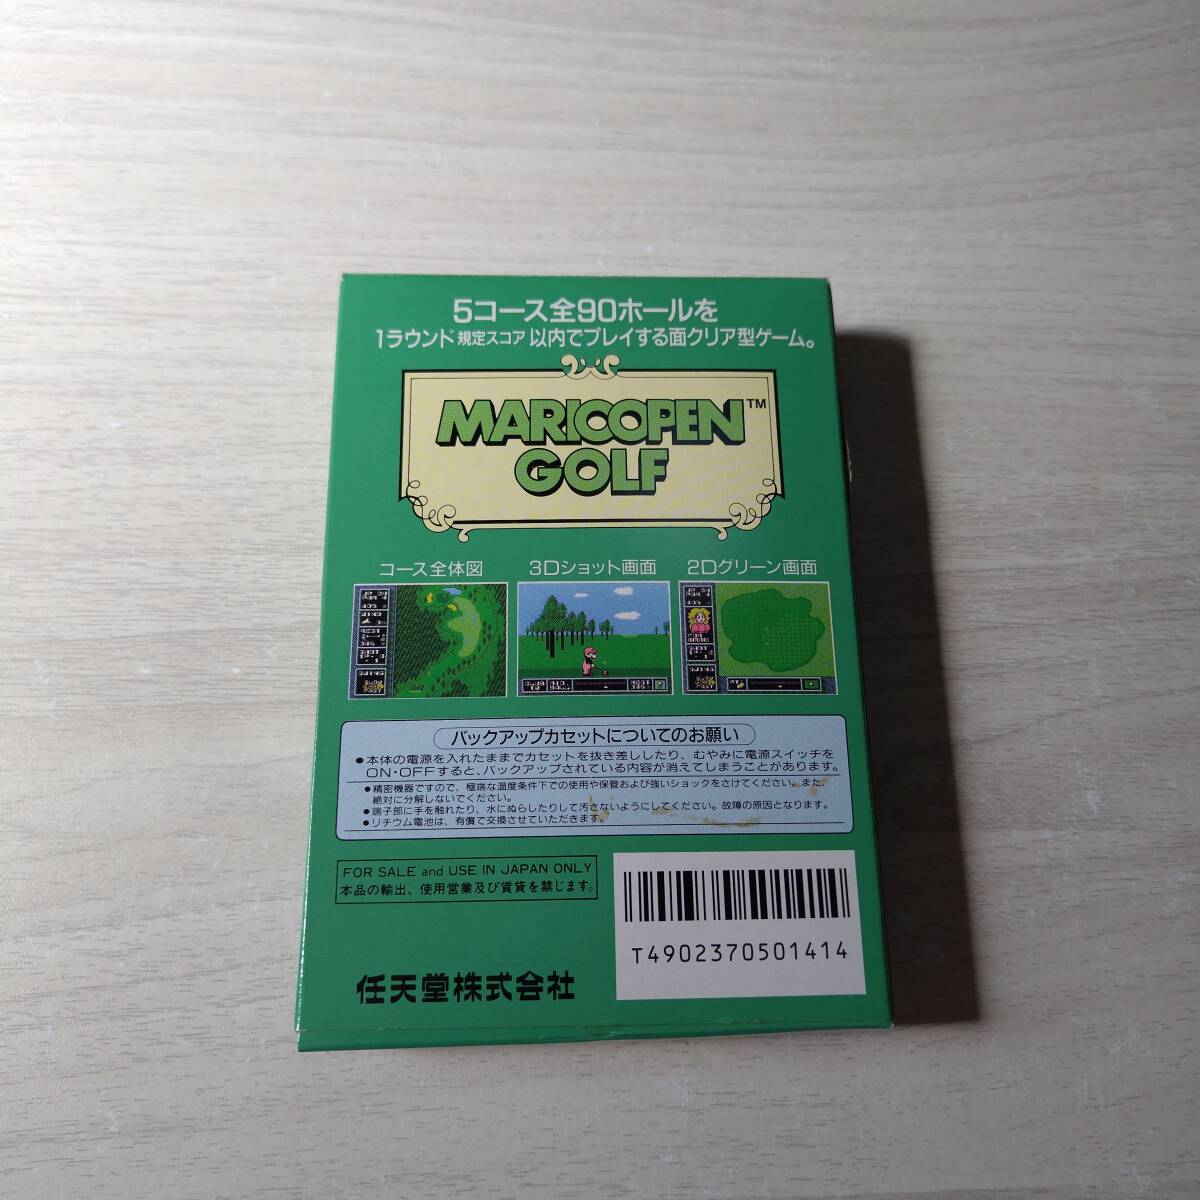 5コース全90ホールを
1ラウンド規定スコア以内でプレイする面クリア型ゲーム。
MARIOOPEN™
GOLF
コース全体図 3Dショット画面 2Dグリーン画面
バックアップカセットについてのお願い
●本体の電源を入れたままでカセットを抜き差ししたり、むやみに電源スイッチを
ON・OFFすると、バックアップされている内容が消えてしまうことがあります。
●精密機器ですので、極端な温度条件下での使用や保管および強いショックをさけてください。また、
絶対に分解しないでください。
●端子部に手を触れたり、水にぬらしたりして汚さないようにしてください。故障の原因となります。
●リチウム電池は、有償で交換させていただきます。
FOR SALE and USE IN JAPAN ONLY
本品の輸出、使用営業及び賃貸を禁じます。
T4902370501414
任天堂株式会社